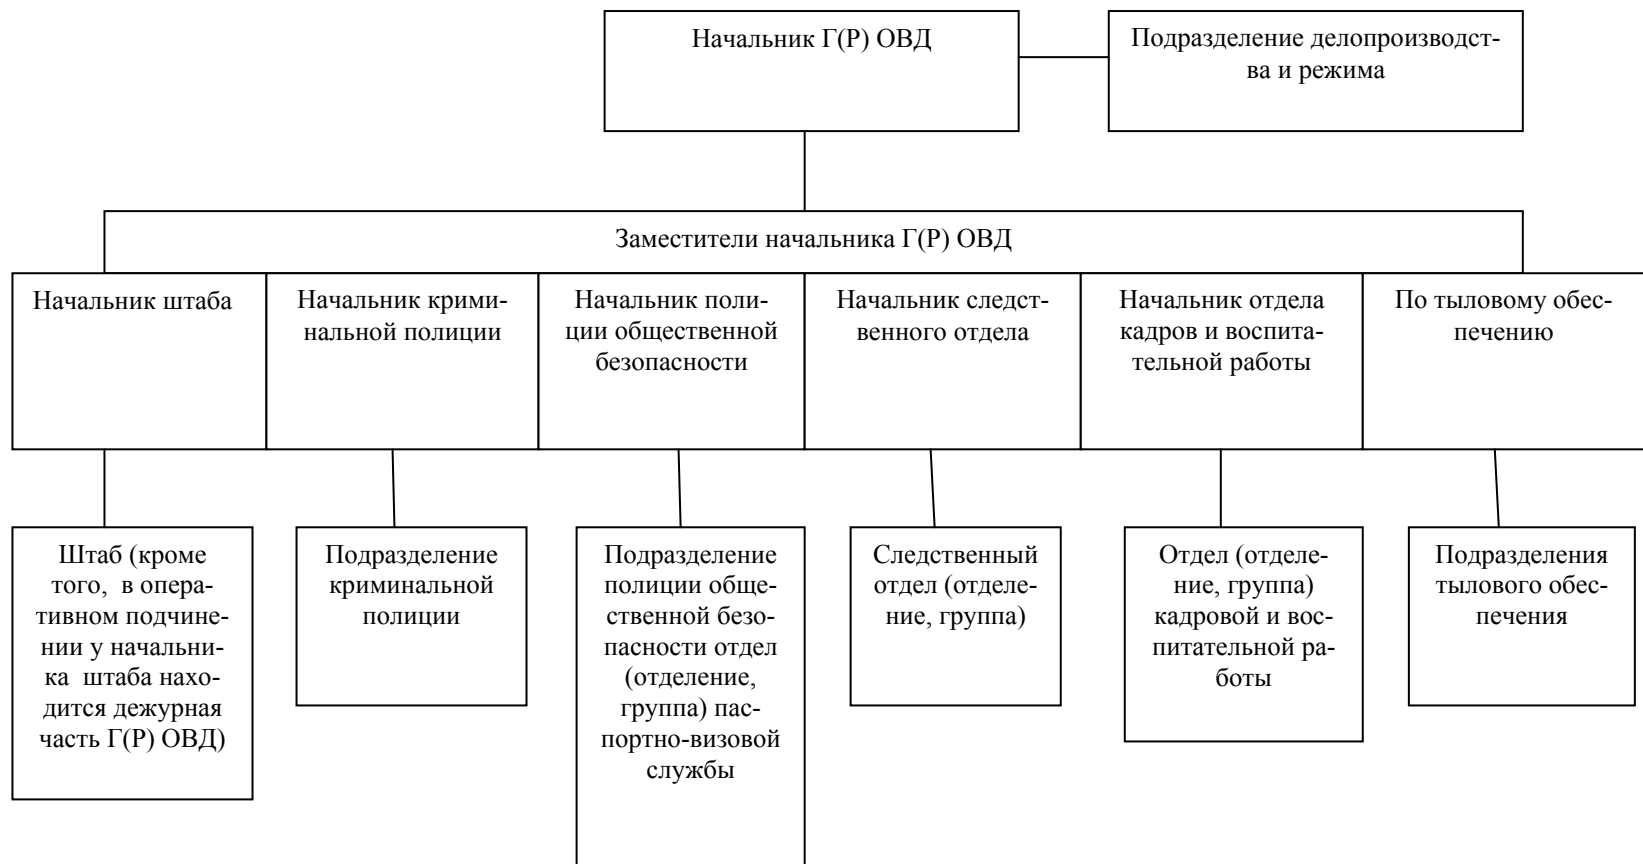 Начальник Г(Р) ОВД
Подразделение делопроизводст-
ва и режима
Заместители начальника Г(Р) ОВД
Начальник штаба
Начальник крими-
нальной полиции
Начальник поли-
ции общественной
безопасности
Начальник следст-
венного отдела
Начальник отдела
кадров и воспита-
тельной работы
По тыловому обес-
печению
Штаб (кроме
того, в опера-
тивном подчине-
нии у начальни-
ка штаба нахо-
дится дежурная
часть Г(Р) ОВД)
Подразделение
криминальной
полиции
Подразделение
полиции обще-
ственной безо-
пасности отдел
(отделение,
группа) пас-
портно-визовой
службы
Следственный
отдел (отделе-
ние, группа)
Отдел (отделе-
ние, группа)
кадровой и вос-
питательной ра-
боты
Подразделения
тылового обес-
печения